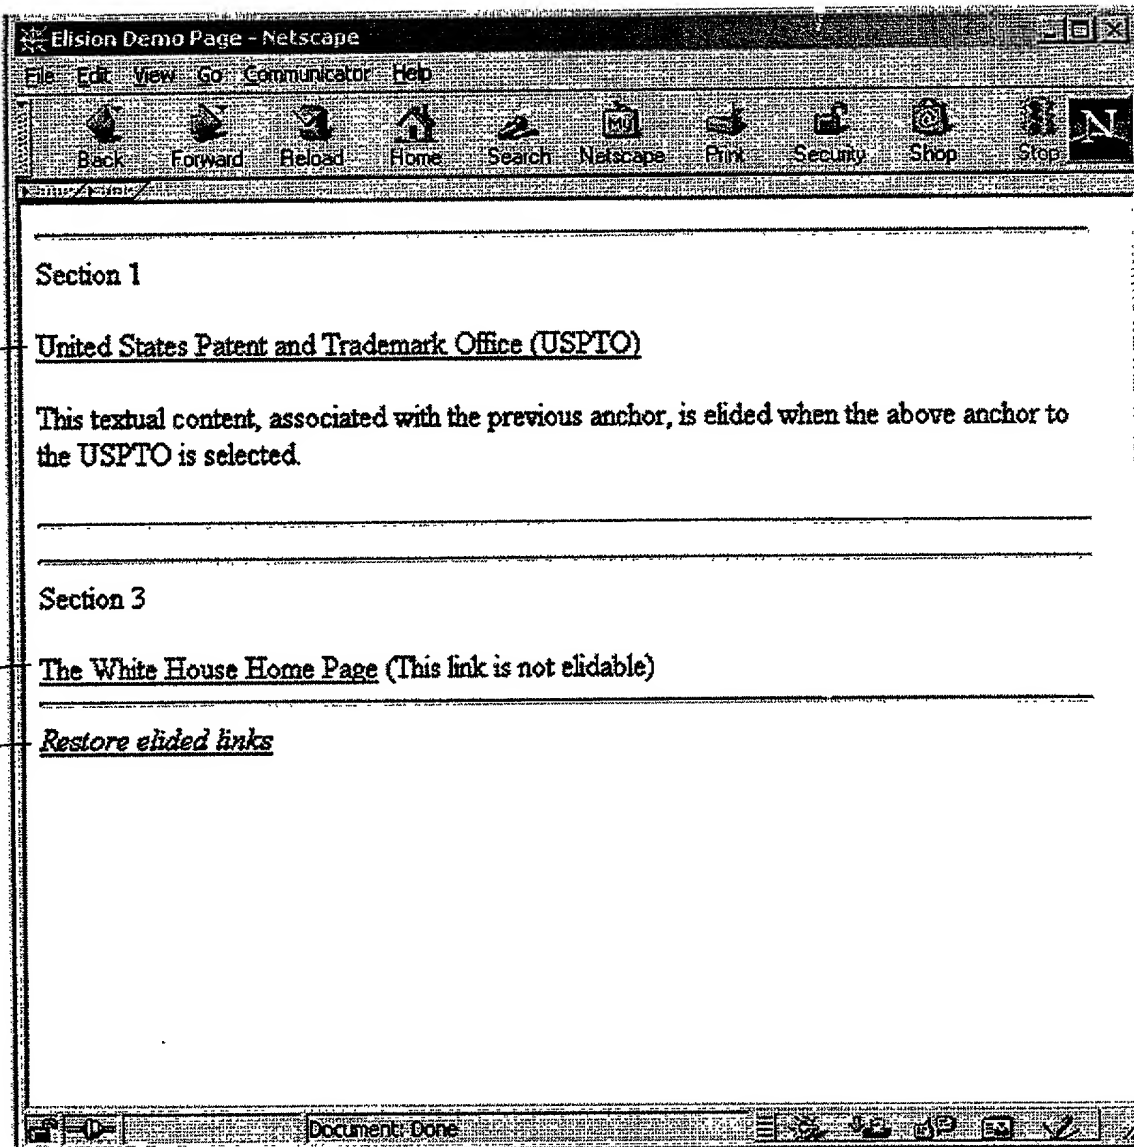 Elision Demo Page - Netscape
File Edit View Go Communicator Help
Back Forward Reload Home Search Netscape Print Security Shop Stop
My
N
Section 1
United States Patent and Trademark Office (USPTO)
This textual content, associated with the previous anchor, is elided when the above anchor to
the USPTO is selected.
Section 3
The White House Home Page (This link is not elidable)
Restore elided links
Document: Done